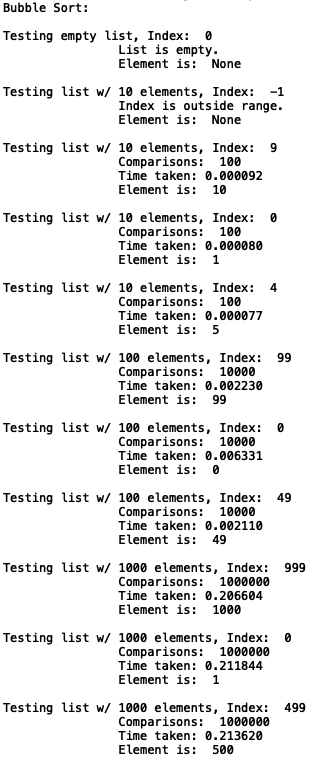 Bubble Sort:
Testing empty list, Index:  0
List is empty.
Element is:  None
Testing list w/ 10 elements, Index:  -1
Index is outside range.
Element is:  None
Testing list w/ 10 elements, Index:  9
Comparisons:  100
Time taken: 0.000092
Element is:  10
Testing list w/ 10 elements, Index:  0
Comparisons:  100
Time taken: 0.000080
Element is:  1
Testing list w/ 10 elements, Index:  4
Comparisons:  100
Time taken: 0.000077
Element is:  5
Testing list w/ 100 elements, Index:  99
Comparisons:  10000
Time taken: 0.002230
Element is:  99
Testing list w/ 100 elements, Index:  0
Comparisons:  10000
Time taken: 0.006331
Element is:  0
Testing list w/ 100 elements, Index:  49
Comparisons:  10000
Time taken: 0.002110
Element is:  49
Testing list w/ 1000 elements, Index:  999
Comparisons:  1000000
Time taken: 0.206604
Element is:  1000
Testing list w/ 1000 elements, Index:  0
Comparisons:  1000000
Time taken: 0.211844
Element is:  1
Testing list w/ 1000 elements, Index:  499
Comparisons:  1000000
Time taken: 0.213620
Element is:  500